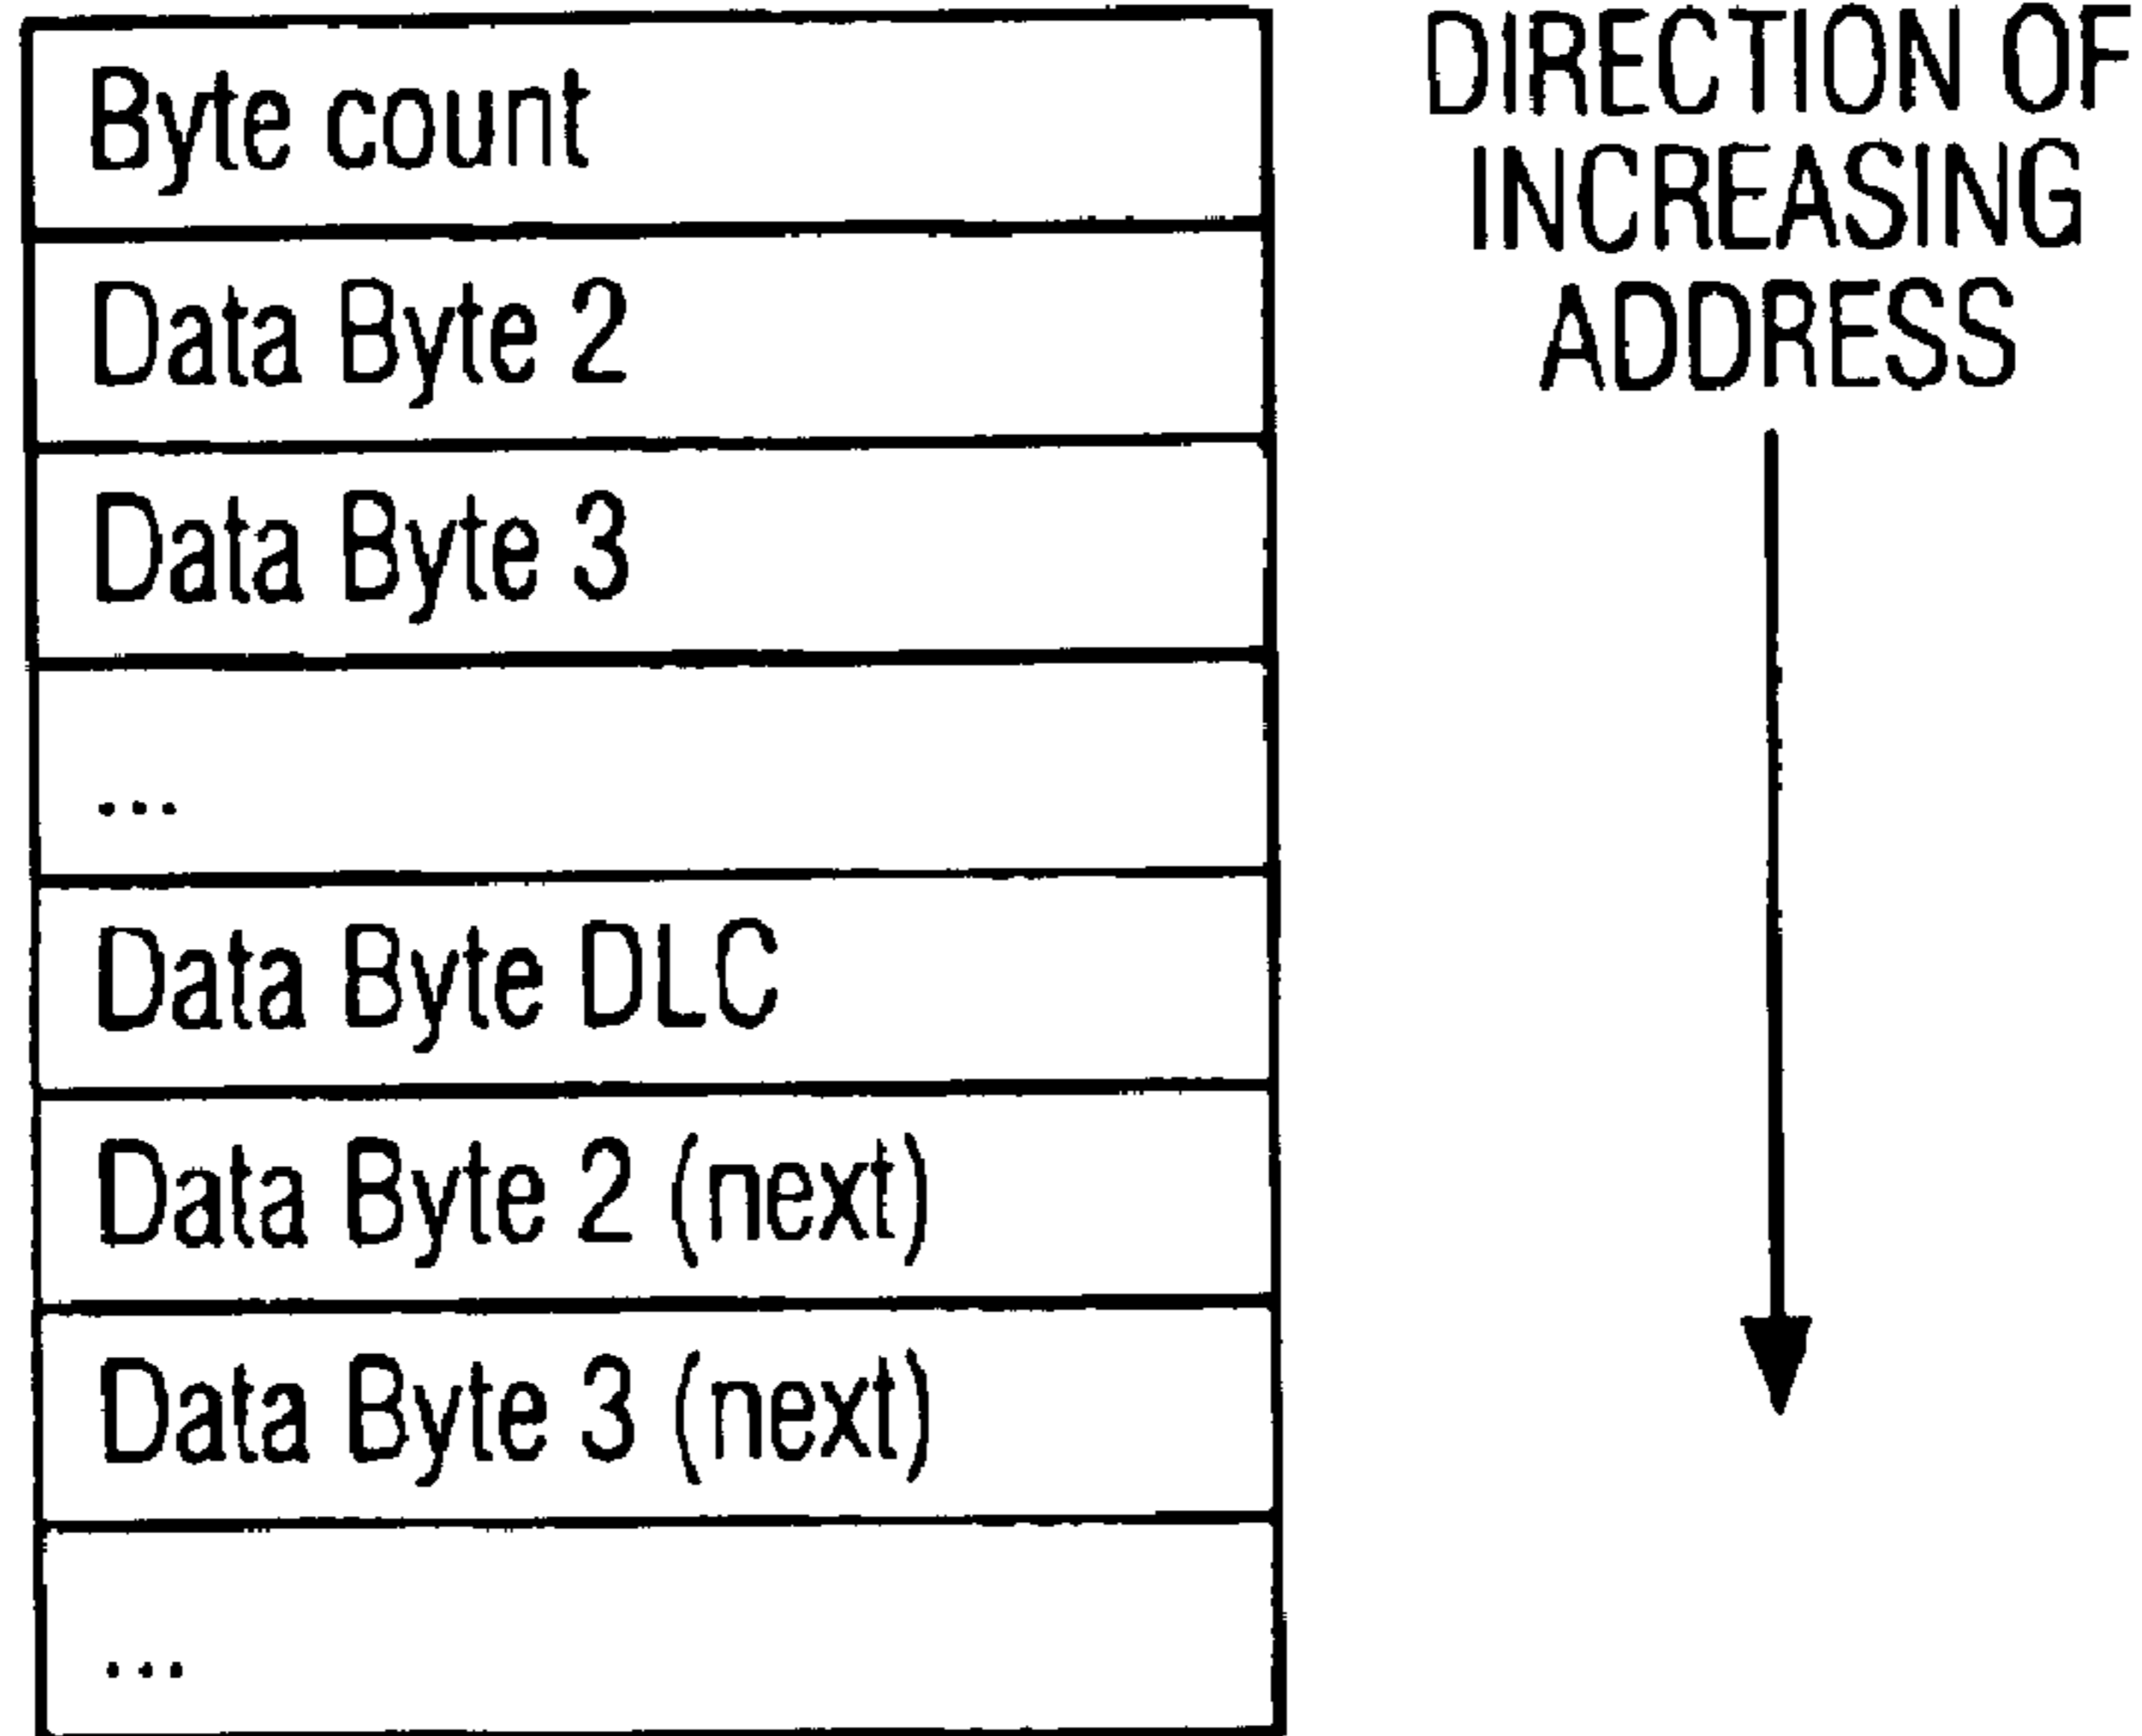 Byte count
Data Byte 2
Data Byte 3
...
Data Byte DLC
Data Byte 2 (next)
Data Byte 3 (next)
...
DIRECTION OF
INCREASING
ADDRESS